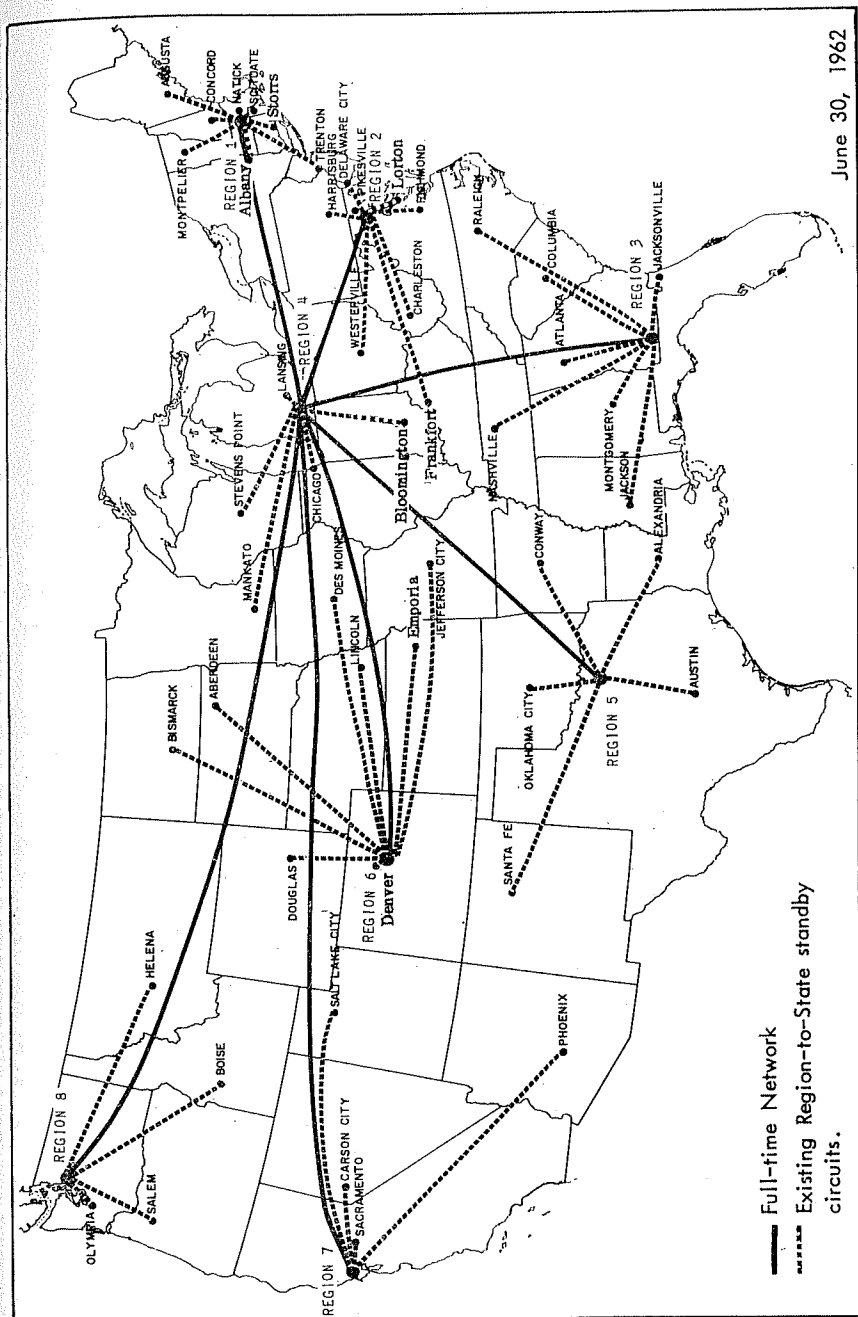 REGION 8
OLYMPIA
SALEM
HELENA
BOISE
REGION 7
CARSON CITY
SACRAMENTO
SALT LAKE CITY
PHOENIX
BISMARCK
ABERDEEN
DOUGLAS
REGION 6
Denver
LINCOLN
DES MOINES
Emporia
JEFFERSON CITY
SANTA FE
OKLAHOMA CITY
REGION 5
AUSTIN
CONWAY
ALEXANDRIA
MANKATO
STEVENS POINT
CHICAGO
LANSING
REGION 4
Bloomington
Frankfort
WESTERVILLE
CHARLESTON
NASHVILLE
MONTGOMERY
JACKSON
ATLANTA
REGION 3
JACKSONVILLE
COLUMBIA
RALEIGH
MONTPELIER
AUGUSTA
CONCORD
NATICK
Storrs
REGION 1
Albany
TRENTON
HARRISBURG
DELAWARE CITY
PIKESVILLE
REGION 2
Lorton
RICHMOND
Full-time Network
Existing Region-to-State standby
circuits.
June 30, 1962